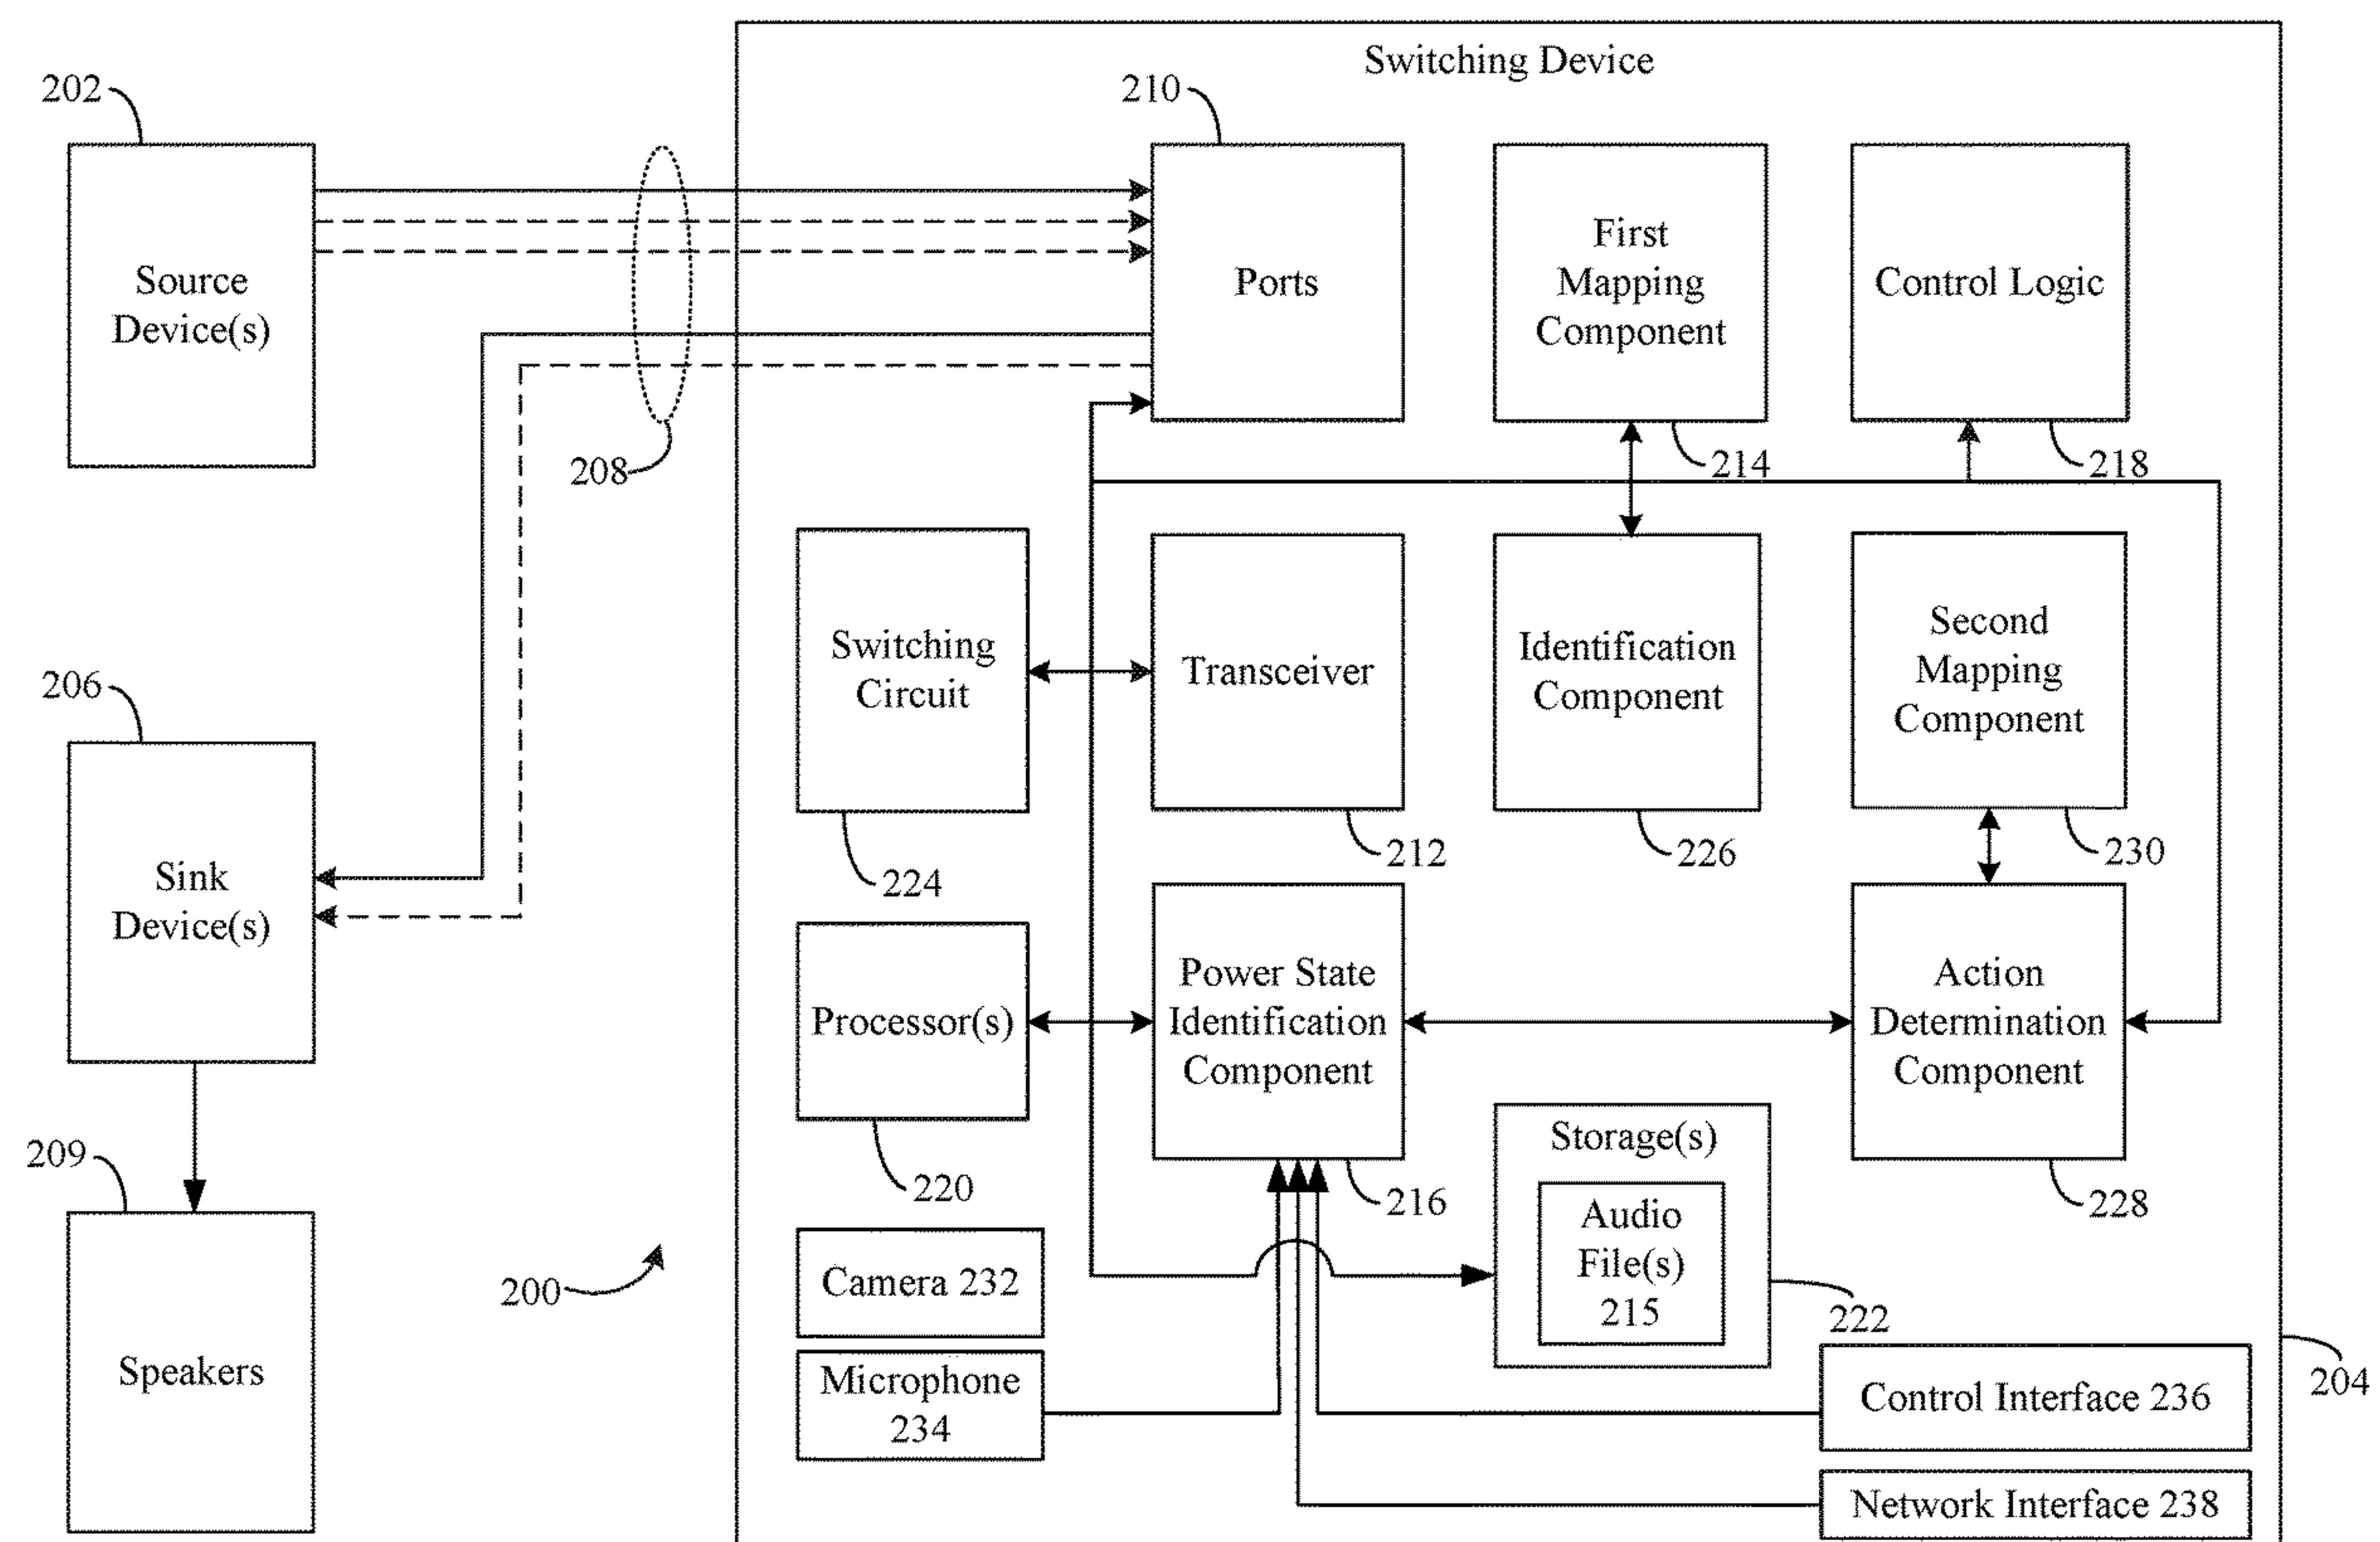 Switching Device
202
210
Source
Device(s)
Ports
First
Mapping
Component
Control Logic
208
214
218
Switching
Circuit
Transceiver
Identification
Component
Second
Mapping
Component
206
224
212
226
230
Sink
Device(s)
Processor(s)
Power State
Identification
Component
Action
Determination
Component
209
220
216
Storage(s)
Audio
File(s)
215
228
200
Camera 232
222
Speakers
Microphone
234
Control Interface 236
204
Network Interface 238